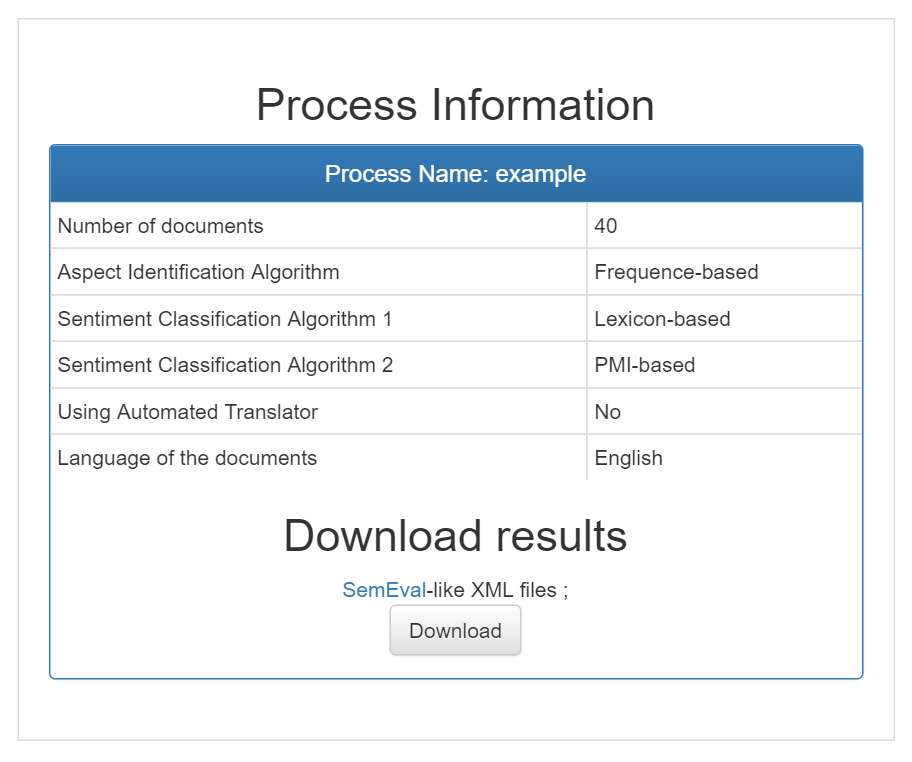 Process Information
Process Name: example
Number of documents 40
Aspect Identification Algorithm Frequence-based
Sentiment Classification Algorithm 1 Lexicon-based
Sentiment Classification Algorithm 2 PMI-based
Using Automated Translator No
Language of the documents English
Download results
SemEval-like XML files ;
Download